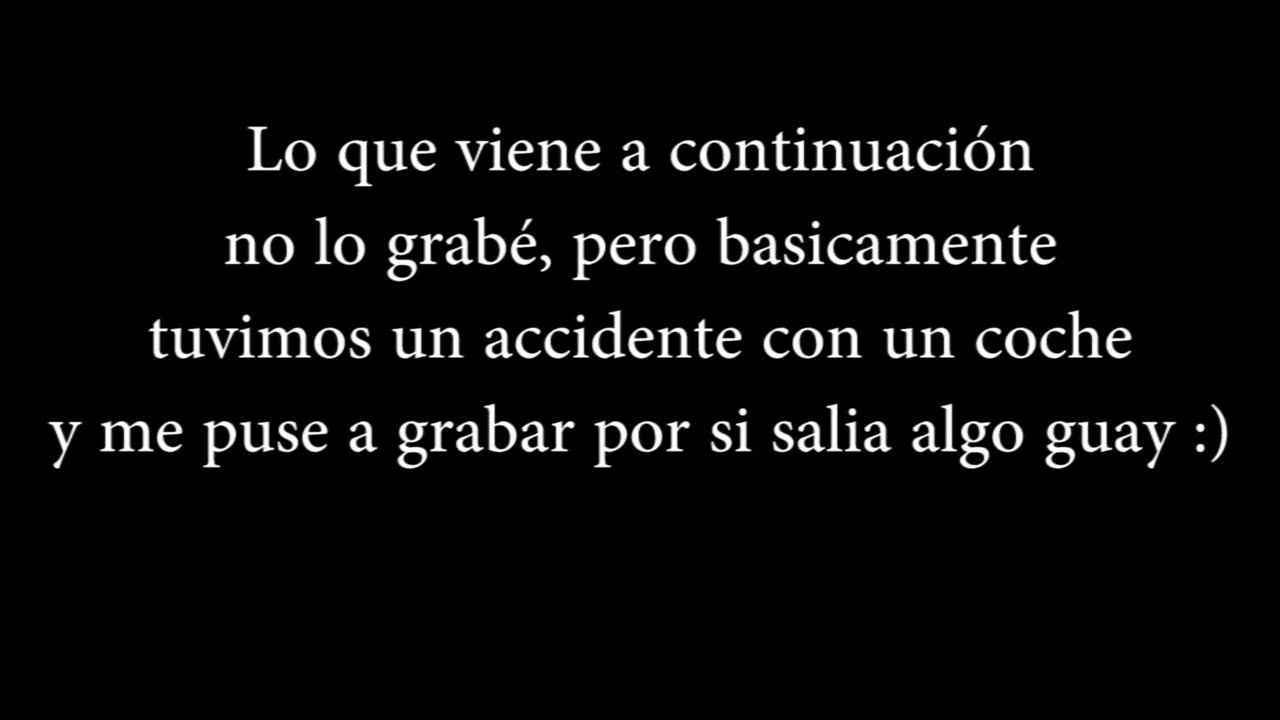 Lo que viene a continuación
no lo grabé, pero basicamente
tuvimos un accidente con un coche
y me puse a grabar por si salia algo guay :)